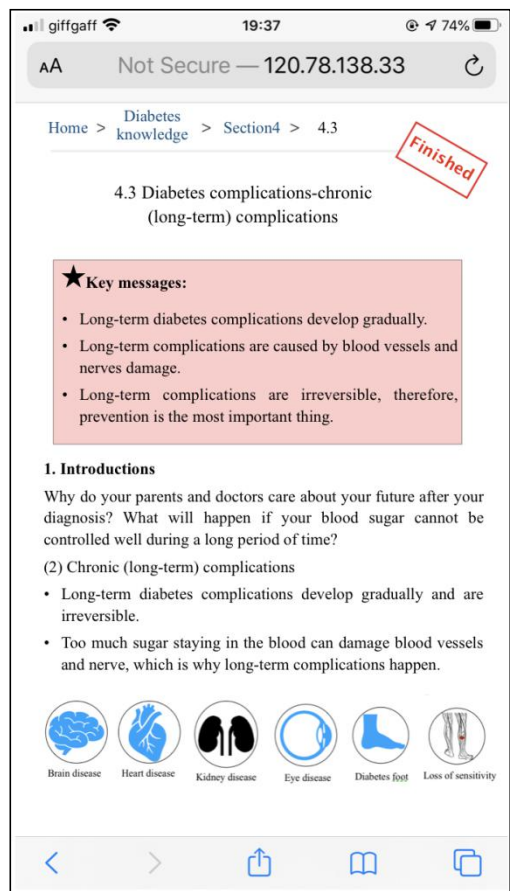 giffgaff 19:37 74%
AA Not Secure — 120.78.138.33
Home > Diabetes knowledge > Section4 > 4.3
Finished
4.3 Diabetes complications-chronic
(long-term) complications
★Key messages:
• Long-term diabetes complications develop gradually.
• Long-term complications are caused by blood vessels and
nerves damage.
• Long-term complications are irreversible, therefore,
prevention is the most important thing.
1. Introductions
Why do your parents and doctors care about your future after your
diagnosis? What will happen if your blood sugar cannot be
controlled well during a long period of time?
(2) Chronic (long-term) complications
• Long-term diabetes complications develop gradually and are
irreversible.
• Too much sugar staying in the blood can damage blood vessels
and nerve, which is why long-term complications happen.
Brain disease Heart disease Kidney disease Eye disease Diabetes foot Loss of sensitivity